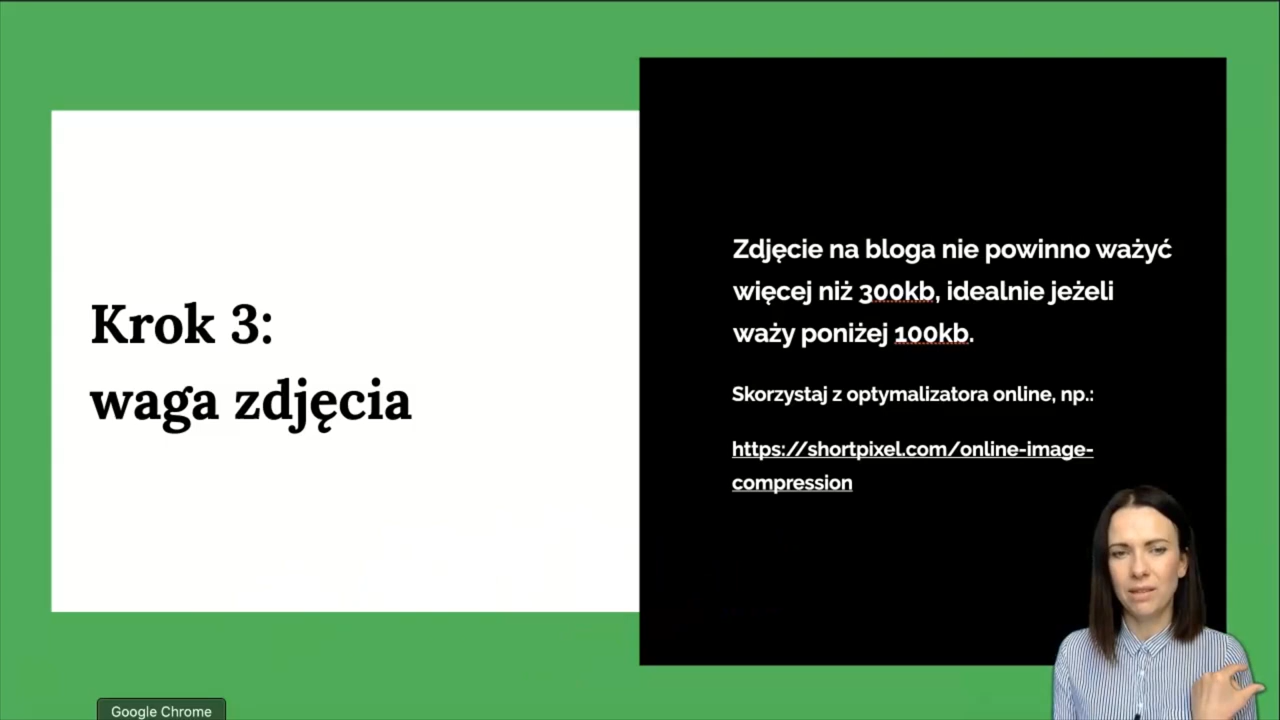 Krok 3:
waga zdjęcia
Zdjęcie na bloga nie powinno ważyć
więcej niż 300kb, idealnie jeżeli
waży poniżej 100kb.
Skorzystaj z optymalizatora online, np.:
https://shortpixel.com/online-image-
compression
Google Chrome